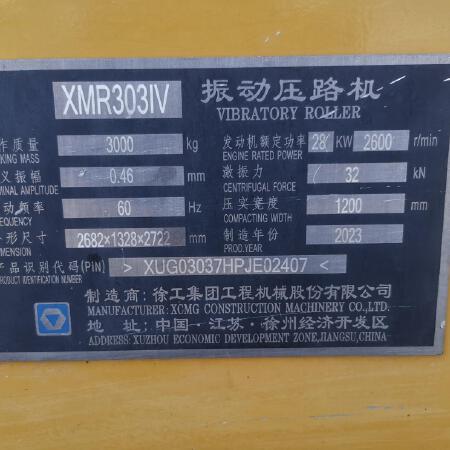 XMR303IV 振动压路机
VIBRATORY ROLLER
作质量 3000 kg 发动机额定功率 28 KW 2600 r/min
KING MASS ENGINE RATED POWER
义振幅 0.46 mm 激振力 32 kN
MINAL AMPLITUDE CENTRIFUGAL FORCE
动频率 60 Hz 压实宽度 1200 mm
EQUENCY COMPACTING WIDTH
形尺寸 2682×1328×2722 mm 制造年份 2023
MENSION PROD.YEAR
产品识别代码(PIN) > XUG03037HPJE02407 <
PRODUCT IDENTIFICATION NUMBER
制造商: 徐工集团工程机械股份有限公司
MANUFACTURER: XCMG CONSTRUCTION MACHINERY CO.,LTD.
地 址: 中国·江苏·徐州经济开发区
ADDRESS: XUZHOU ECONOMIC DEVELOPMENT ZONE,JIANGSU,CHINA